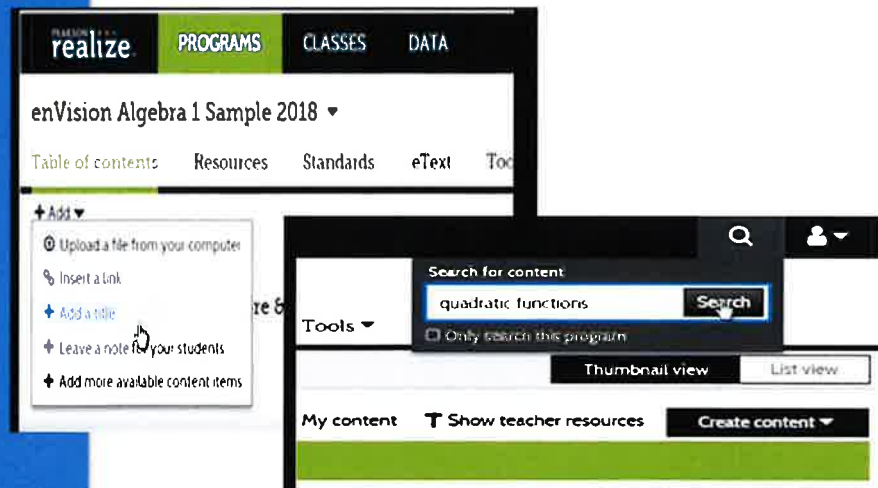 PEARSON
realize
PROGRAMS CLASSES DATA
enVision Algebra 1 Sample 2018
Table of contents Resources Standards eText Too
+ Add
Upload a file from your computer
Insert a link
+ Add a title
+ Leave a note for your students
+ Add more available content items
re &
Search for content
quadratic functions Search
Only search this program
Tools
Thumbnail view List view
My content T Show teacher resources Create content